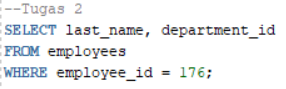 --Tugas 2
SELECT last_name, department_id
FROM employees
WHERE employee_id = 176;